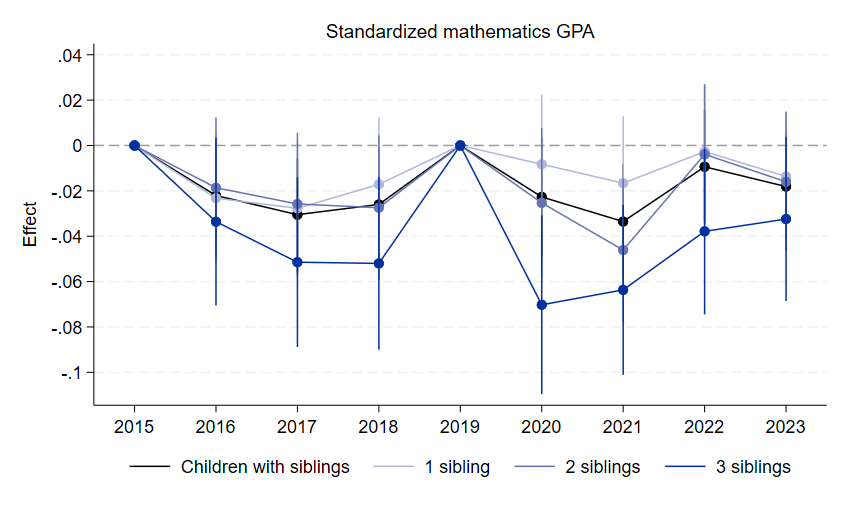 Standardized mathematics GPA
Effect
.04
.02
0
-.02
-.04
-.06
-.08
-.1
2015 2016 2017 2018 2019 2020 2021 2022 2023
Children with siblings 1 sibling 2 siblings 3 siblings